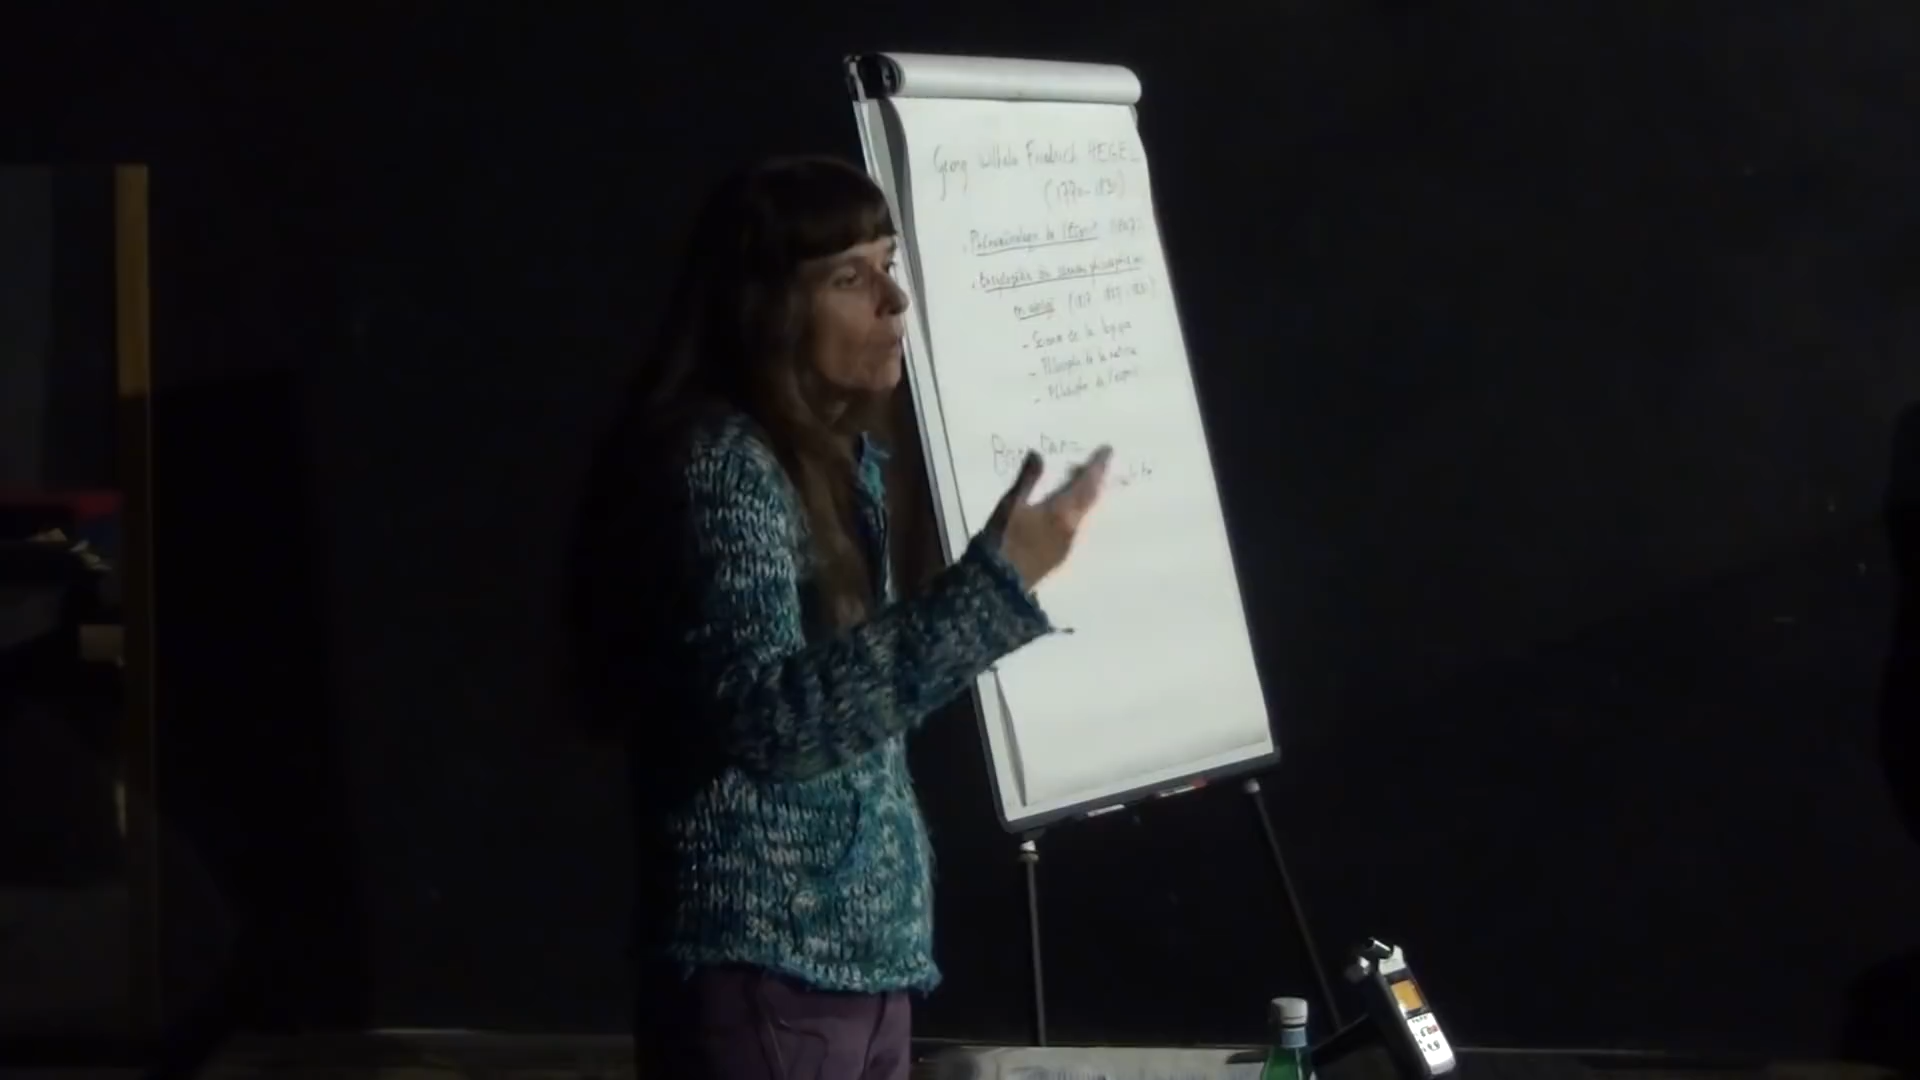 Georg Wilhelm Friedrich HEGEL
(1770-1831)
. Phénoménologie de l'Esprit (1807)
. Encyclopédie des sciences philosophiques
en abrégé (1817, 1827, 1831)
- Science de la logique
- Philosophie de la nature
- Philosophie de l'esprit